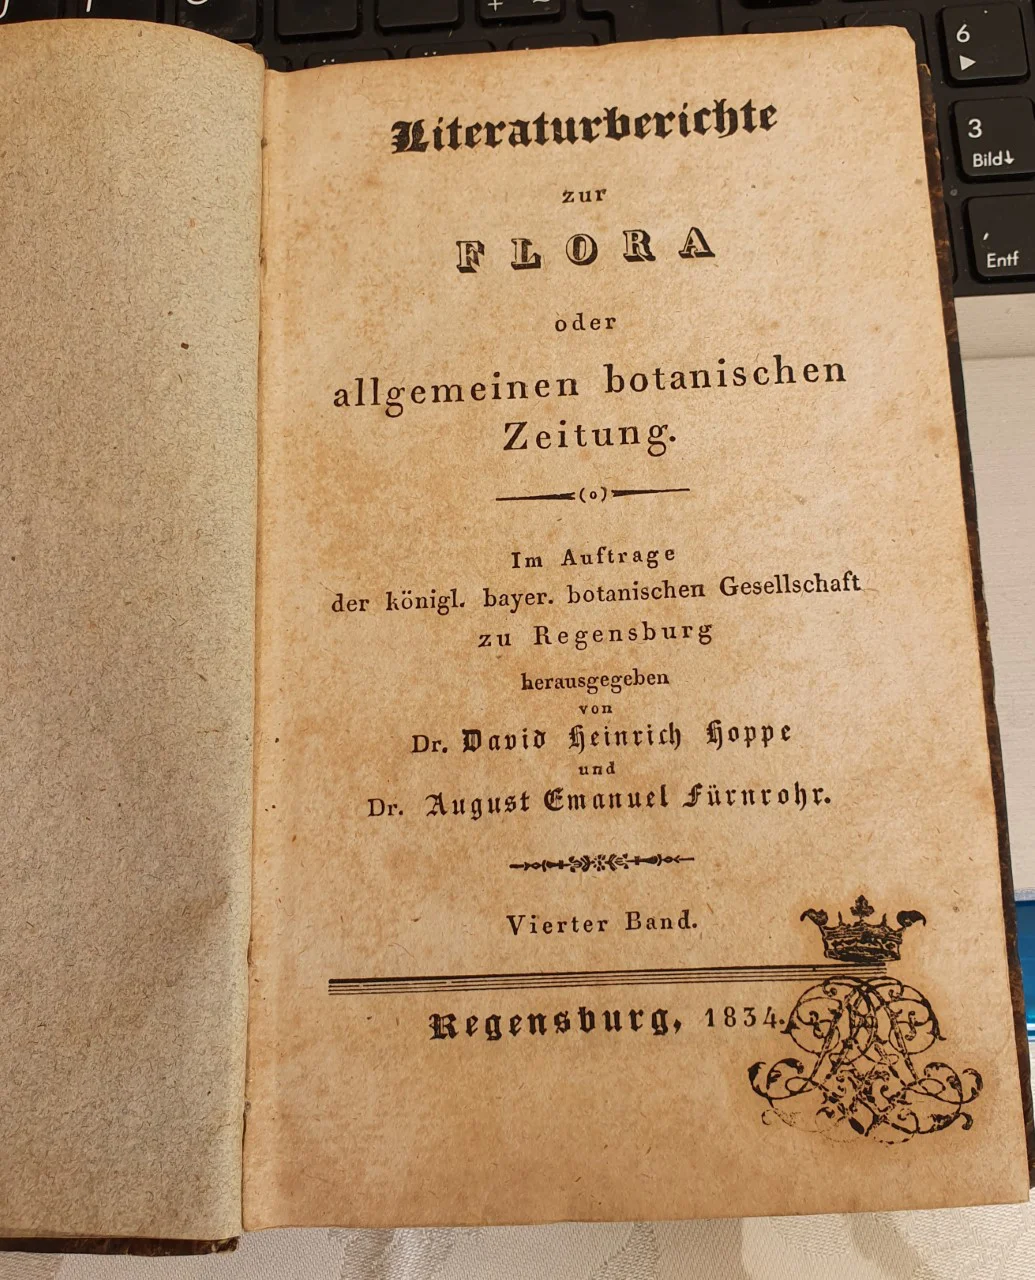 Literaturberichte
zur
FLORA
oder
allgemeinen botanischen
Zeitung.
(o)
Im Auftrage
der königl. bayer. botanischen Gesellschaft
zu Regensburg
herausgegeben
von
Dr. David Heinrich Hoppe
und
Dr. August Emanuel Fürnrohr.
Vierter Band.
Regensburg, 1834.
6
3
Bild↓
,
Entf
+ ~